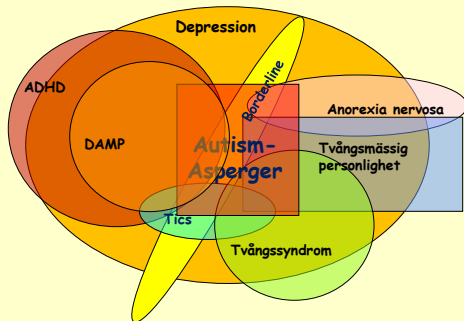 Depression
ADHD
Borderline
Anorexia nervosa
DAMP
Autism-
Asperger
Tvångsmässig
personlighet
Tics
Tvångssyndrom